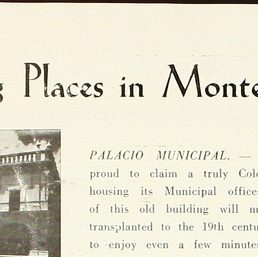 g Places in Monte
PALACIO MUNICIPAL. —
proud to claim a truly Colo
housing its Municipal offices
of this old building will m
transplanted to the 19th centu
to enjoy even a few minutes